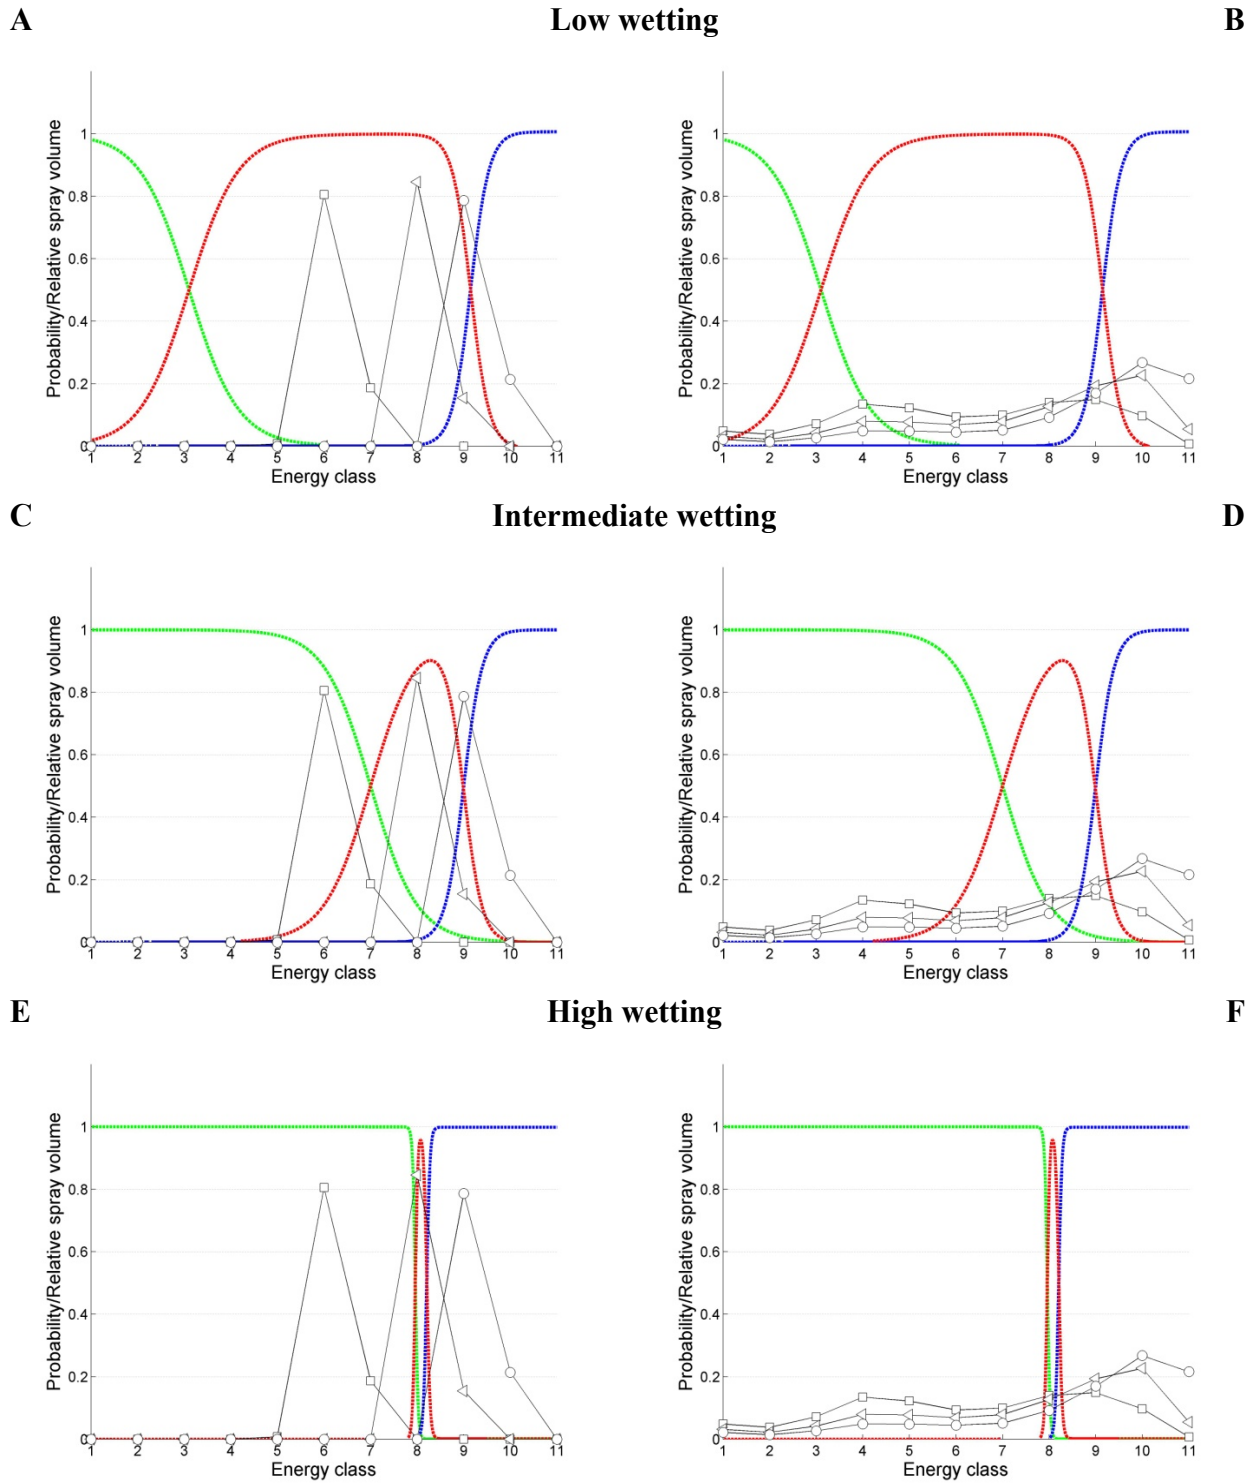 A Low wetting B
Probability/Relative spray volume
1
0.8
0.6
0.4
0.2
0
1 2 3 4 5 6 7 8 9 10 11
Energy class
Probability/Relative spray volume
1
0.8
0.6
0.4
0.2
0
1 2 3 4 5 6 7 8 9 10 11
Energy class
C Intermediate wetting D
Probability/Relative spray volume
1
0.8
0.6
0.4
0.2
0
1 2 3 4 5 6 7 8 9 10 11
Energy class
Probability/Relative spray volume
1
0.8
0.6
0.4
0.2
0
1 2 3 4 5 6 7 8 9 10 11
Energy class
E High wetting F
Probability/Relative spray volume
1
0.8
0.6
0.4
0.2
0
1 2 3 4 5 6 7 8 9 10 11
Energy class
Probability/Relative spray volume
1
0.8
0.6
0.4
0.2
0
1 2 3 4 5 6 7 8 9 10 11
Energy class